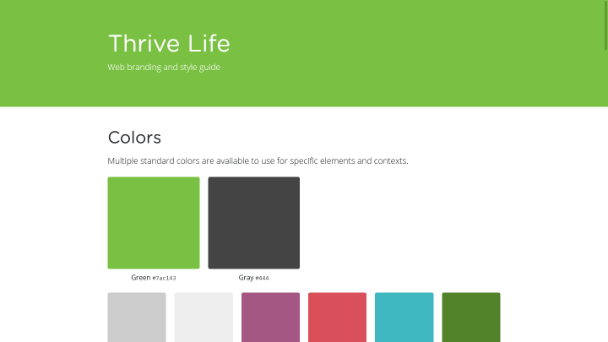 Thrive Life
Web branding and style guide
Colors
Multiple standard colors are available to use for specific elements and contexts.
Green #7ac143
Gray #444